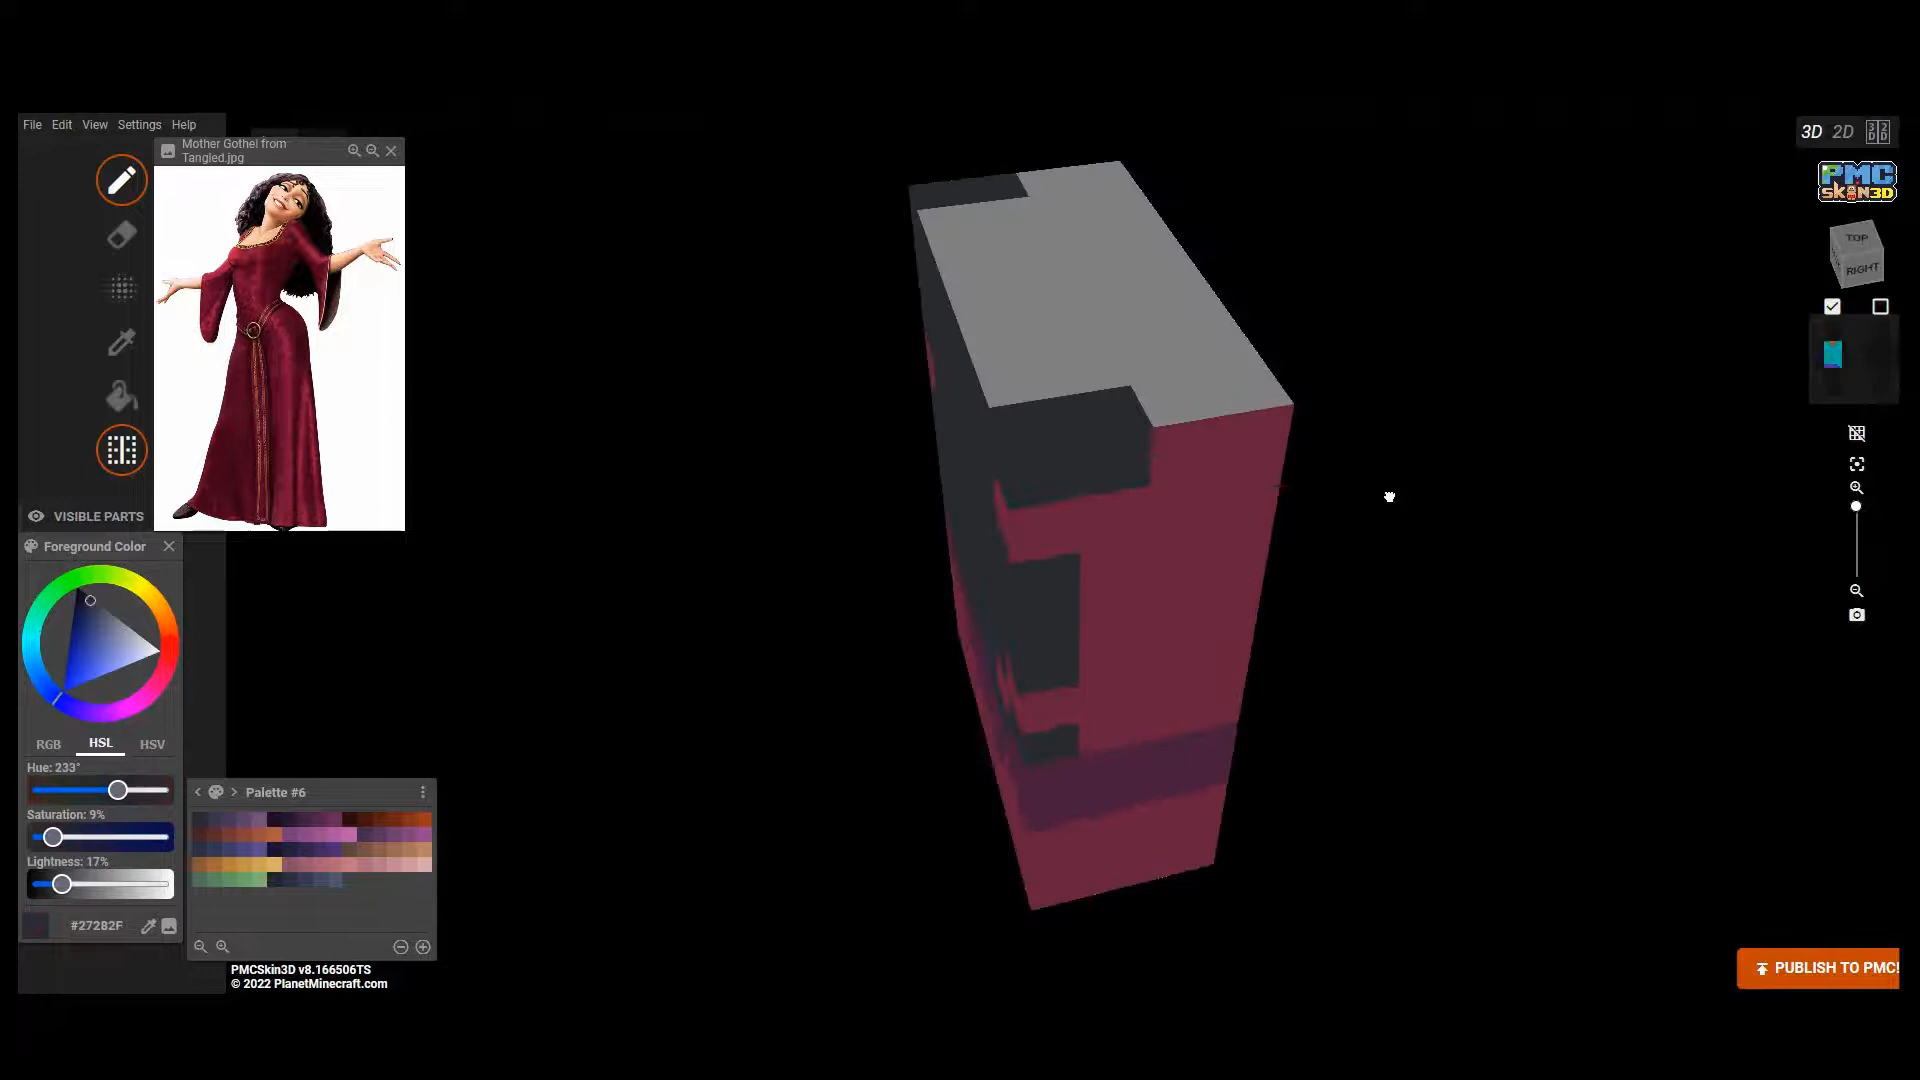 File Edit View Settings Help
Mother Gothel from
Tangled.jpg
3D 2D 3D 2D
PMC
SKIN3D
TOP
RIGHT
VISIBLE PARTS
Foreground Color
RGB HSL HSV
Hue: 233°
Saturation: 9%
Lightness: 17%
#27282F
Palette #6
PMCSkin3D v8.166506TS
© 2022 PlanetMinecraft.com
PUBLISH TO PMC!